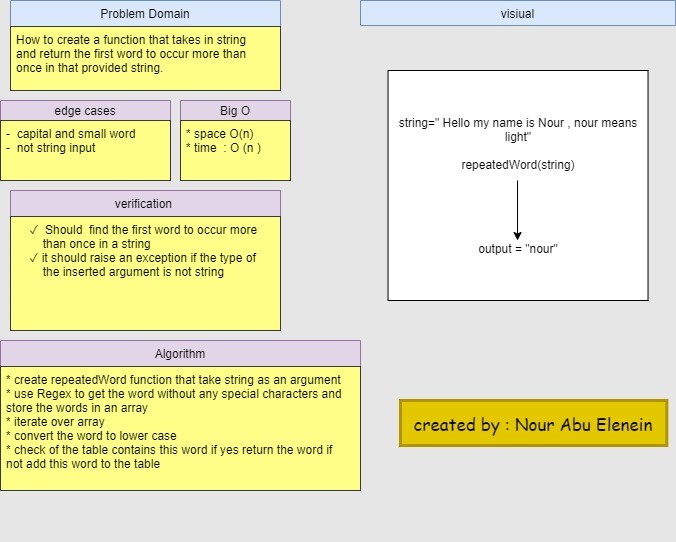 Problem Domain
How to create a function that takes in string
and return the first word to occur more than
once in that provided string.
edge cases
- capital and small word
- not string input
Big O
* space O(n)
* time : O (n )
verification
✓ Should find the first word to occur more
than once in a string
✓ it should raise an exception if the type of
the inserted argument is not string
Algorithm
* create repeatedWord function that take string as an argument
* use Regex to get the word without any special characters and
store the words in an array
* iterate over array
* convert the word to lower case
* check of the table contains this word if yes return the word if
not add this word to the table
visiual
string=" Hello my name is Nour , nour means
light"
repeatedWord(string)
output = "nour"
created by : Nour Abu Elenein